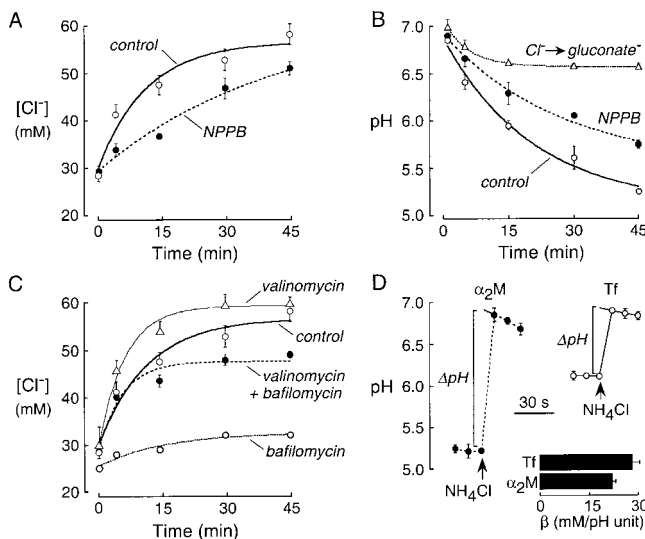 A
60
50
40
30
20
[Cl⁻]
(mM)
control
NPPB
0
15
30
45
Time (min)
B
7.0
6.5
6.0
5.5
5.0
pH
Cl⁻→gluconate⁻
NPPB
control
0
15
30
45
Time (min)
C
60
50
40
30
20
[Cl⁻]
(mM)
valinomycin
control
valinomycin
+ bafilomycin
bafilomycin
0
15
30
45
Time (min)
D
α₂M
Tf
7.0
6.5
6.0
5.5
5.0
pH
ΔpH
ΔpH
30 s
NH₄Cl
NH₄Cl
Tf
α₂M
0
15
30
β (mM/pH unit)